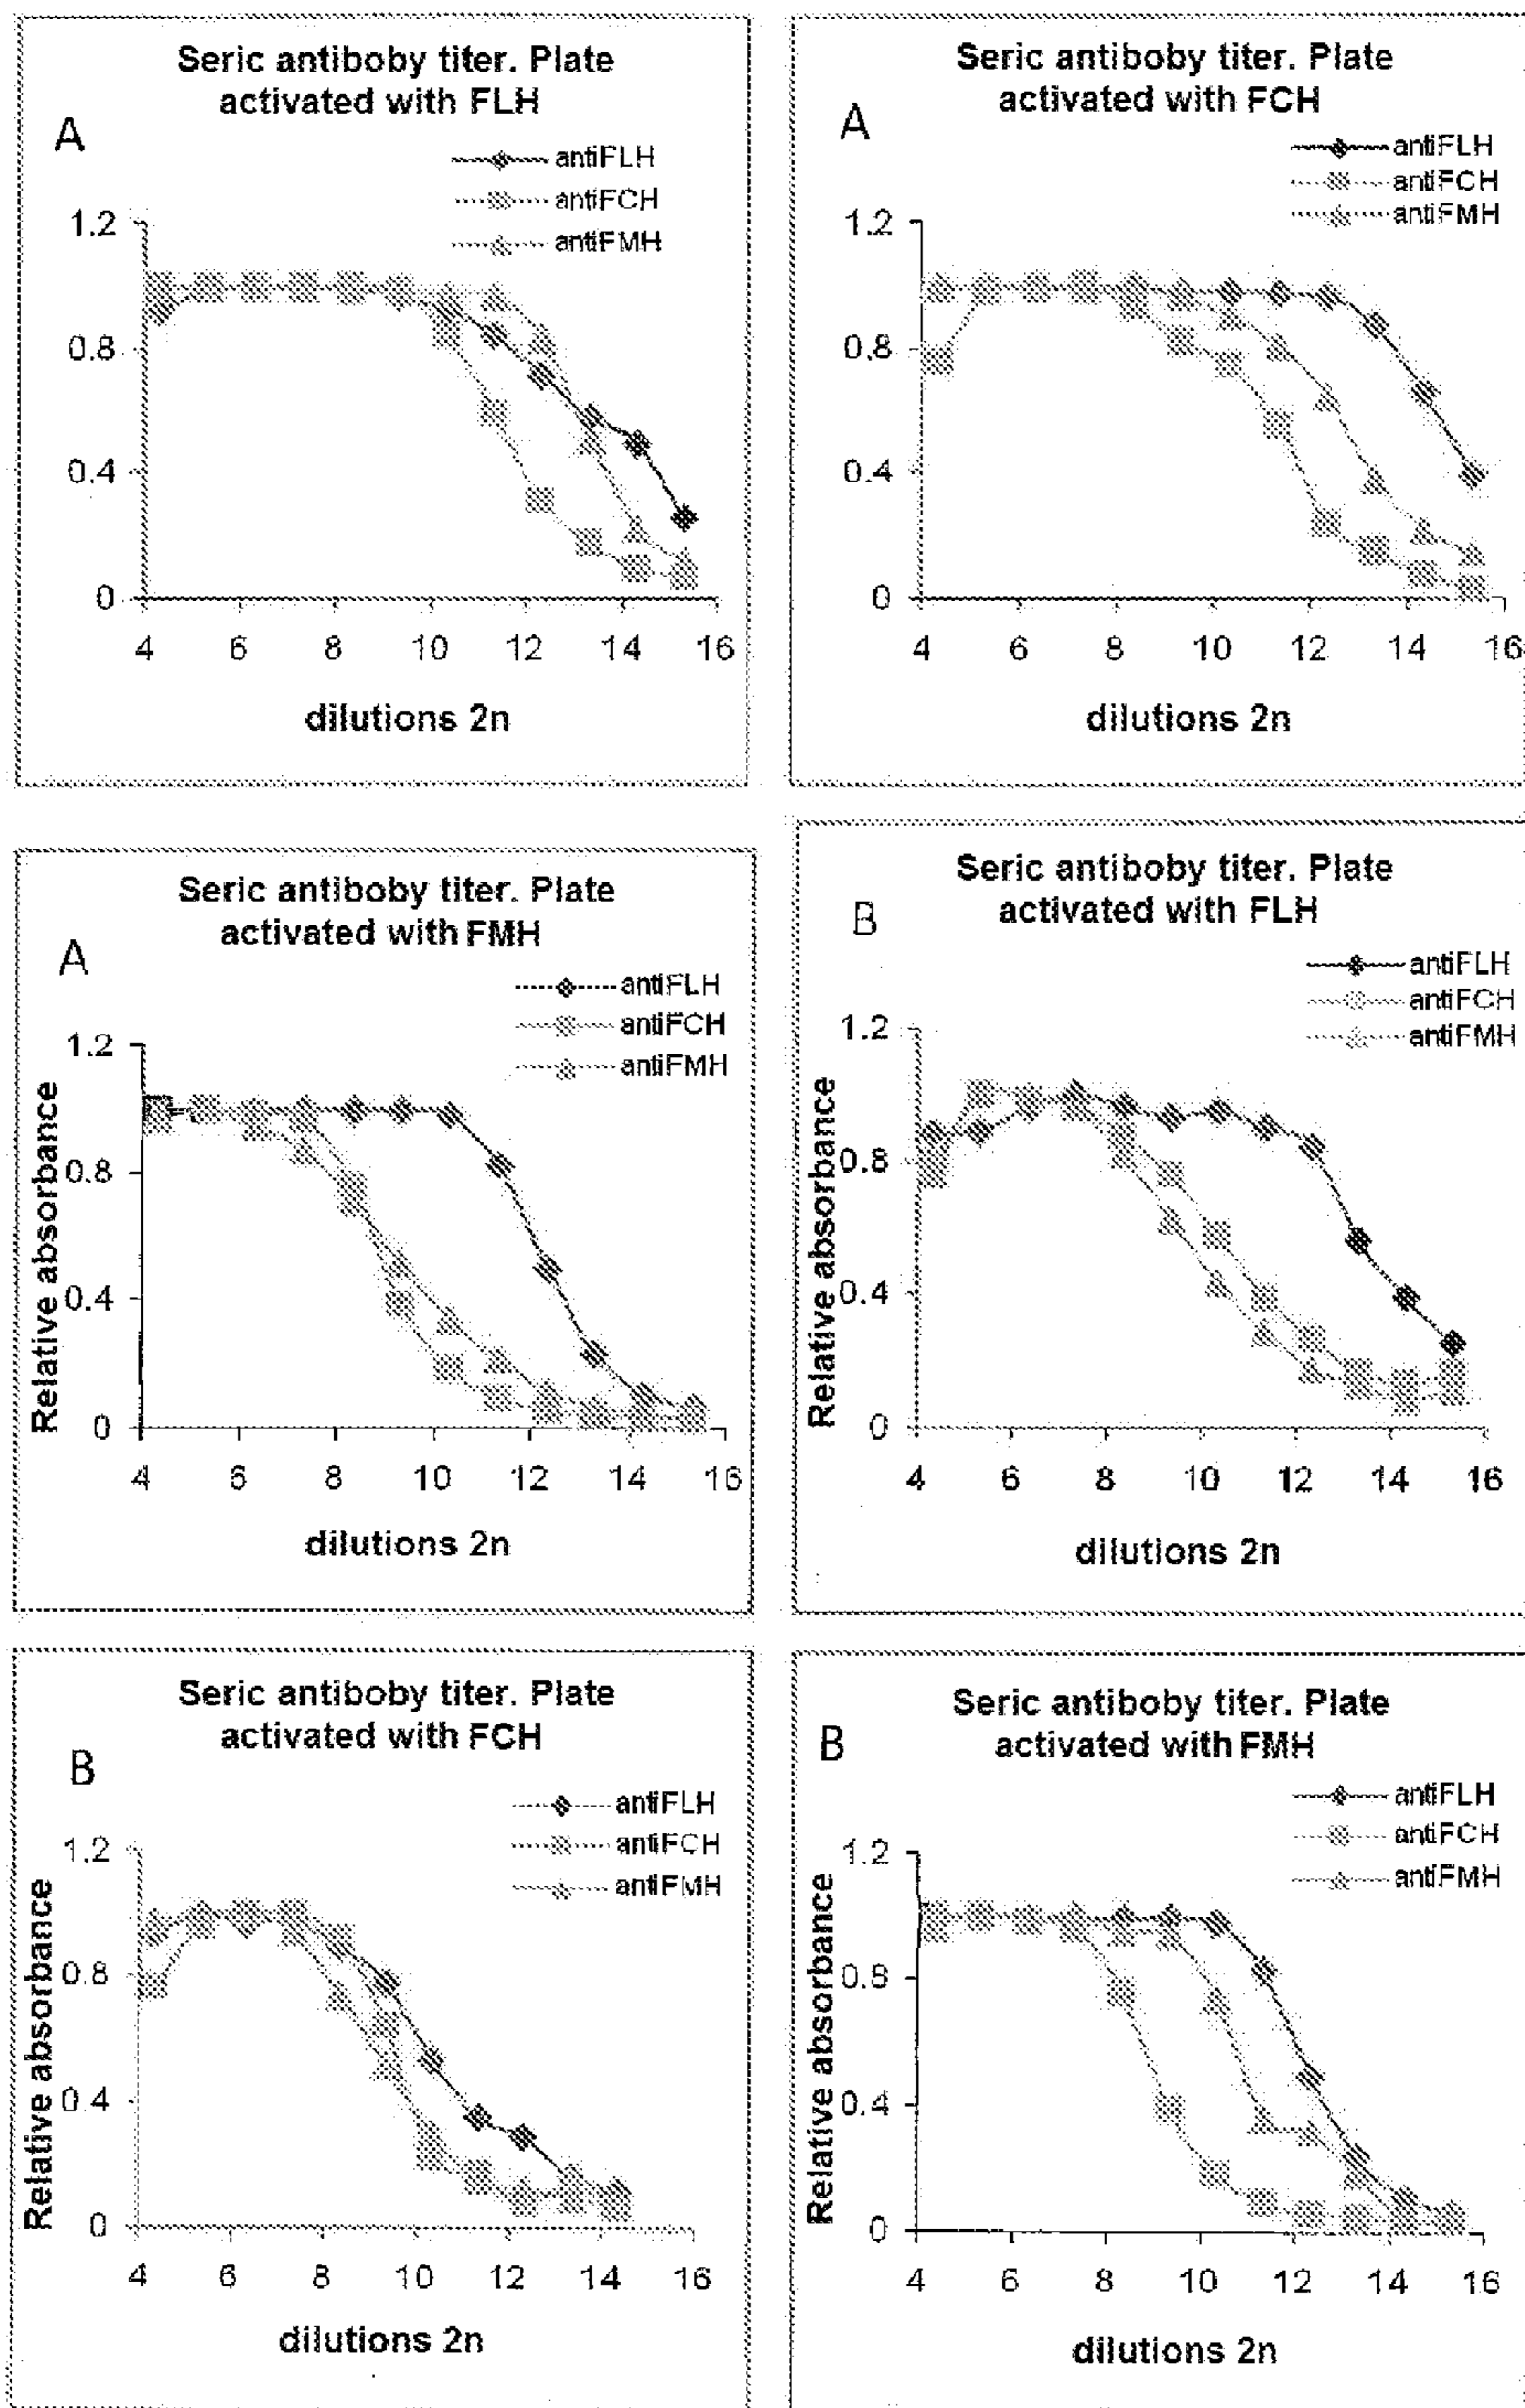 Seric antiboby titer. Plate
activated with FLH
A
antiFLH
antiFCH
antiFMH
1.2
0.8
0.4
0
4 6 8 10 12 14 16
dilutions 2n
Seric antiboby titer. Plate
activated with FCH
A
antiFLH
antiFCH
antiFMH
1.2
0.8
0.4
0
4 6 8 10 12 14 16
dilutions 2n
Seric antiboby titer. Plate
activated with FMH
A
antiFLH
antiFCH
antiFMH
Relative absorbance
1.2
0.8
0.4
0
4 6 8 10 12 14 16
dilutions 2n
Seric antiboby titer. Plate
activated with FLH
B
antiFLH
antiFCH
antiFMH
Relative absorbance
1.2
0.8
0.4
0
4 6 8 10 12 14 16
dilutions 2n
Seric antiboby titer. Plate
activated with FCH
B
antiFLH
antiFCH
antiFMH
Relative absorbance
1.2
0.8
0.4
0
4 6 8 10 12 14 16
dilutions 2n
Seric antiboby titer. Plate
activated with FMH
B
antiFLH
antiFCH
antiFMH
Relative absorbance
1.2
0.8
0.4
0
4 6 8 10 12 14 16
dilutions 2n